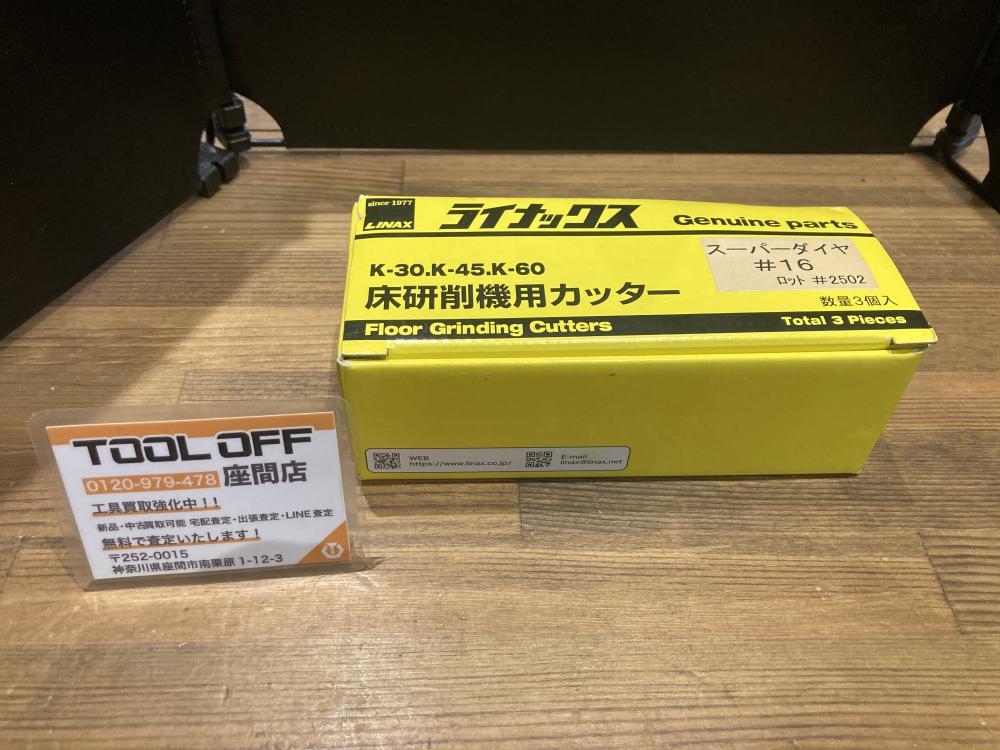 since 1977
LINAX
ライナックス
Genuine parts
K-30.K-45.K-60
床研削機用カッター
スーパーダイヤ
#16
ロット #2502
数量3個入
Floor Grinding Cutters
Total 3 Pieces
WEB
https://www.linax.co.jp/
E-mail
linax@linax.net
TOOL OFF
0120-979-478 座間店
工具買取強化中！！
新品・中古買取可能 宅配査定・出張査定・LINE査定
無料で査定いたします！
〒252-0015
神奈川県座間市南栗原 1-12-3